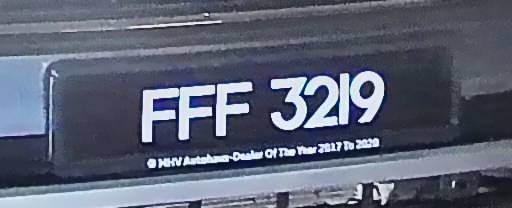 FFF 3219
© MHV Autohaus-Dealer Of The Year 2017 To 2020